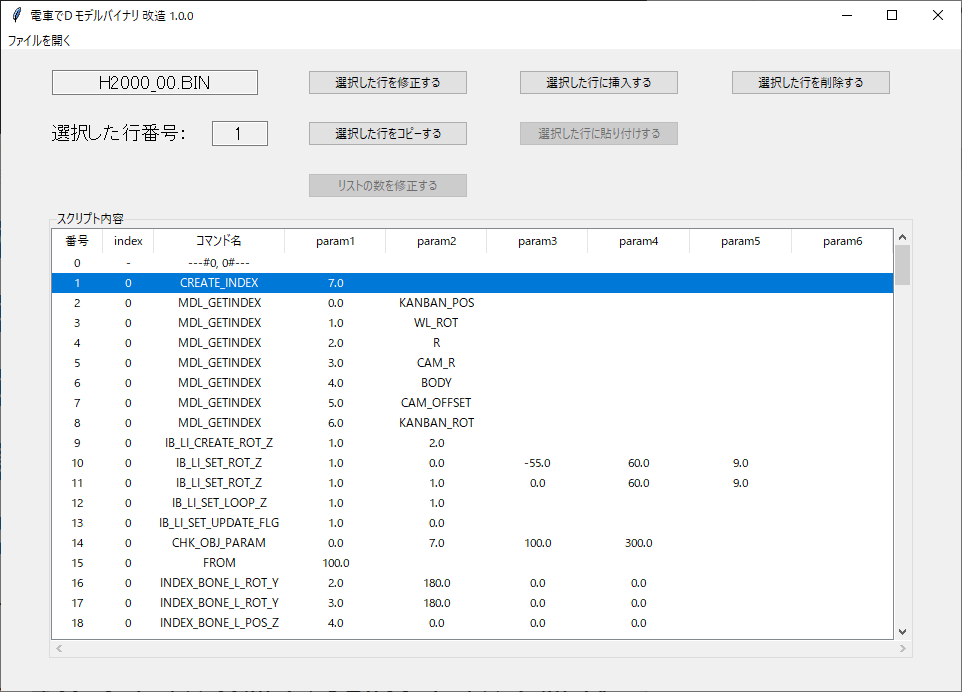 電車でD モデルバイナリ 改造 1.0.0
ファイルを開く
H2000_00.BIN 選択した行を修正する 選択した行に挿入する 選択した行を削除する
選択した行番号: 1 選択した行をコピーする 選択した行に貼り付けする
リストの数を修正する
スクリプト内容
番号 index コマンド名 param1 param2 param3 param4 param5 param6
0 - ---#0, 0#---
1 0 CREATE_INDEX 7.0
2 0 MDL_GETINDEX 0.0 KANBAN_POS
3 0 MDL_GETINDEX 1.0 WL_ROT
4 0 MDL_GETINDEX 2.0 R
5 0 MDL_GETINDEX 3.0 CAM_R
6 0 MDL_GETINDEX 4.0 BODY
7 0 MDL_GETINDEX 5.0 CAM_OFFSET
8 0 MDL_GETINDEX 6.0 KANBAN_ROT
9 0 IB_LI_CREATE_ROT_Z 1.0 2.0
10 0 IB_LI_SET_ROT_Z 1.0 0.0 -55.0 60.0 9.0
11 0 IB_LI_SET_ROT_Z 1.0 1.0 0.0 60.0 9.0
12 0 IB_LI_SET_LOOP_Z 1.0 1.0
13 0 IB_LI_SET_UPDATE_FLG 1.0 0.0
14 0 CHK_OBJ_PARAM 0.0 7.0 100.0 300.0
15 0 FROM 100.0
16 0 INDEX_BONE_L_ROT_Y 2.0 180.0 0.0 0.0
17 0 INDEX_BONE_L_ROT_Y 3.0 180.0 0.0 0.0
18 0 INDEX_BONE_L_POS_Z 4.0 0.0 0.0 0.0